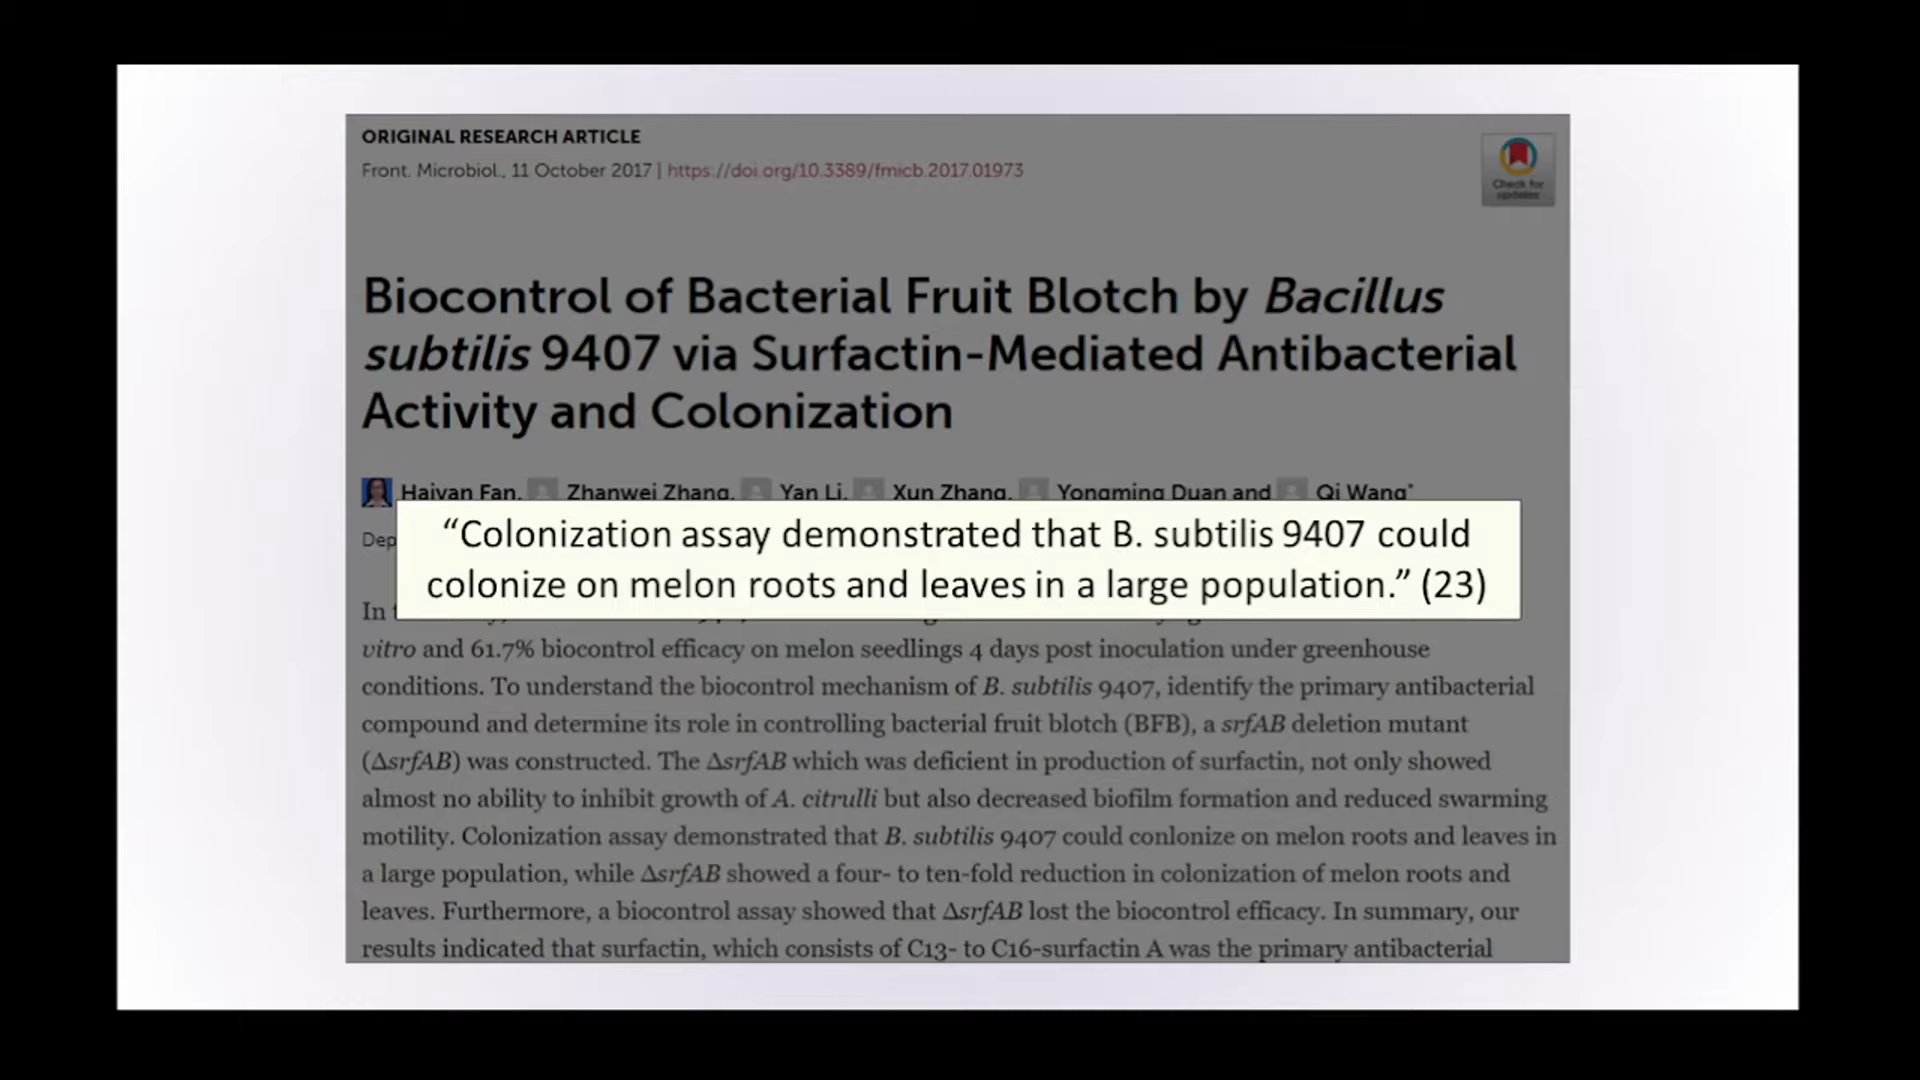 ORIGINAL RESEARCH ARTICLE
Front. Microbiol., 11 October 2017 | https://doi.org/10.3389/fmicb.2017.01973
Check for
updates
Biocontrol of Bacterial Fruit Blotch by Bacillus
subtilis 9407 via Surfactin-Mediated Antibacterial
Activity and Colonization
Haiyan Fan, Zhanwei Zhang, Yan Li, Xun Zhang, Yongming Duan and Qi Wang*
Dep
“Colonization assay demonstrated that B. subtilis 9407 could
colonize on melon roots and leaves in a large population.” (23)
In
vitro and 61.7% biocontrol efficacy on melon seedlings 4 days post inoculation under greenhouse
conditions. To understand the biocontrol mechanism of B. subtilis 9407, identify the primary antibacterial
compound and determine its role in controlling bacterial fruit blotch (BFB), a srfAB deletion mutant
(ΔsrfAB) was constructed. The ΔsrfAB which was deficient in production of surfactin, not only showed
almost no ability to inhibit growth of A. citrulli but also decreased biofilm formation and reduced swarming
motility. Colonization assay demonstrated that B. subtilis 9407 could conlonize on melon roots and leaves in
a large population, while ΔsrfAB showed a four- to ten-fold reduction in colonization of melon roots and
leaves. Furthermore, a biocontrol assay showed that ΔsrfAB lost the biocontrol efficacy. In summary, our
results indicated that surfactin, which consists of C13- to C16-surfactin A was the primary antibacterial